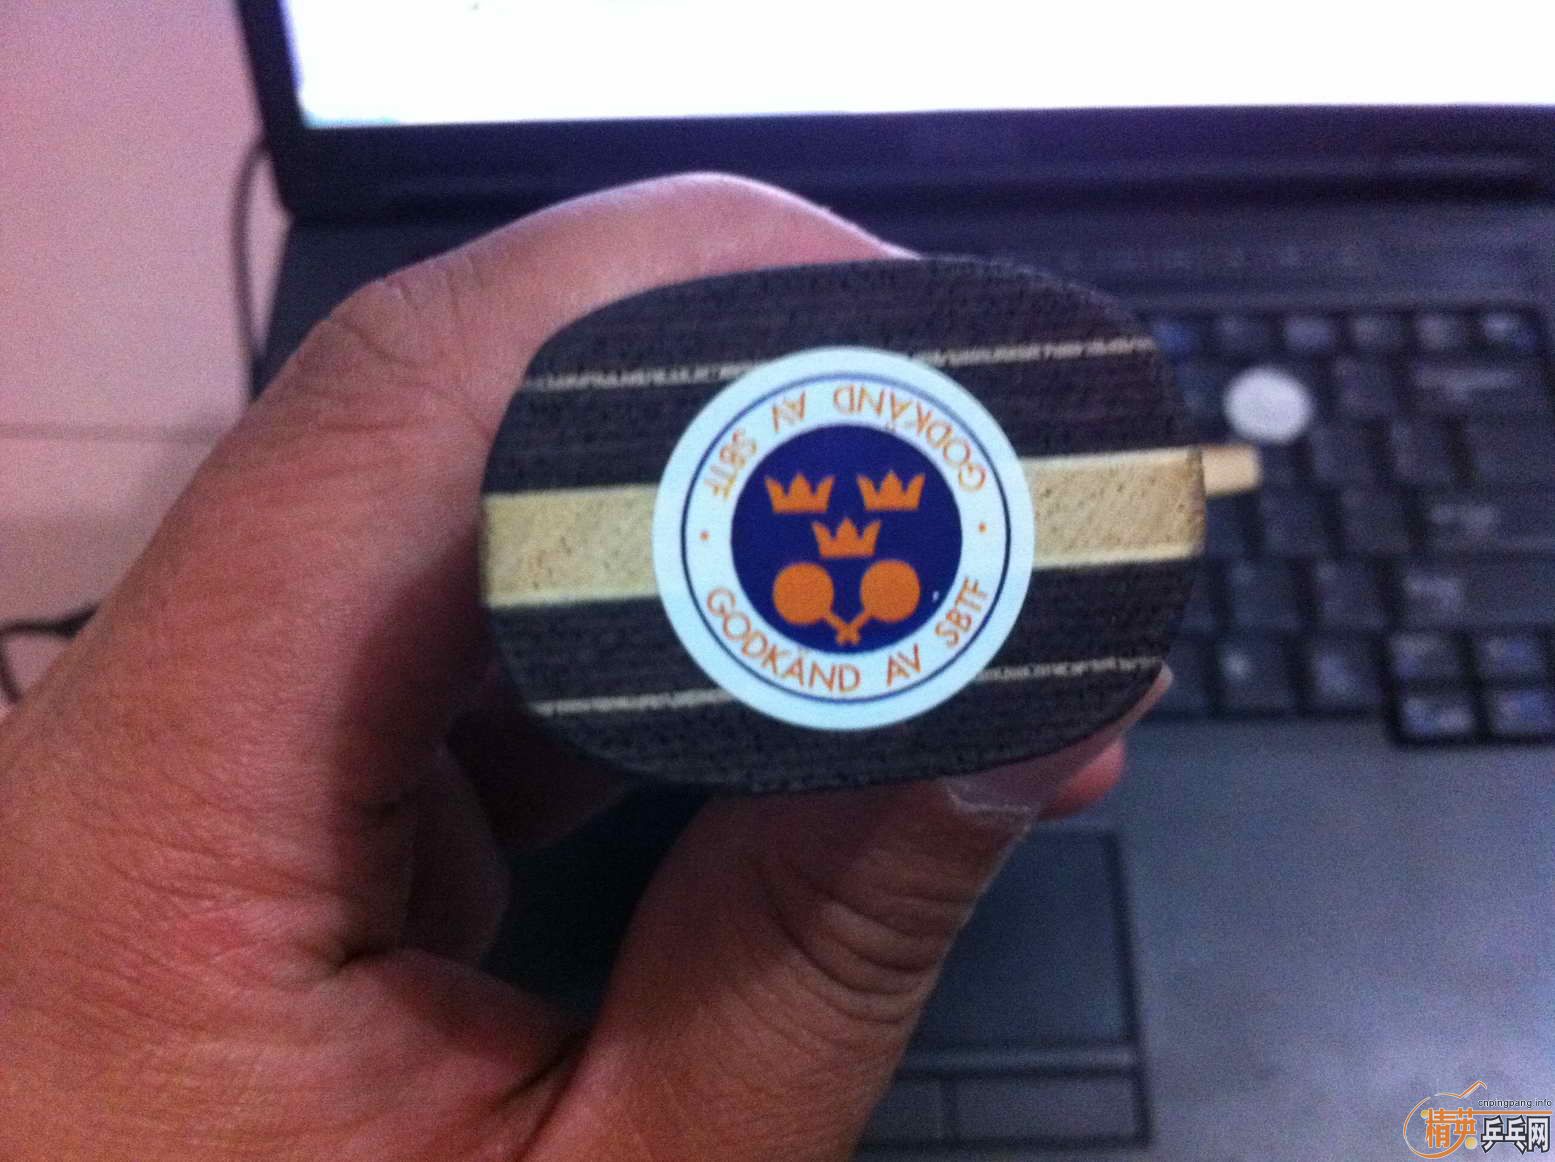 GODKÄND AV SBTF
GODKÄND AV SBTF
cnpingpang.info
精英乒乓网